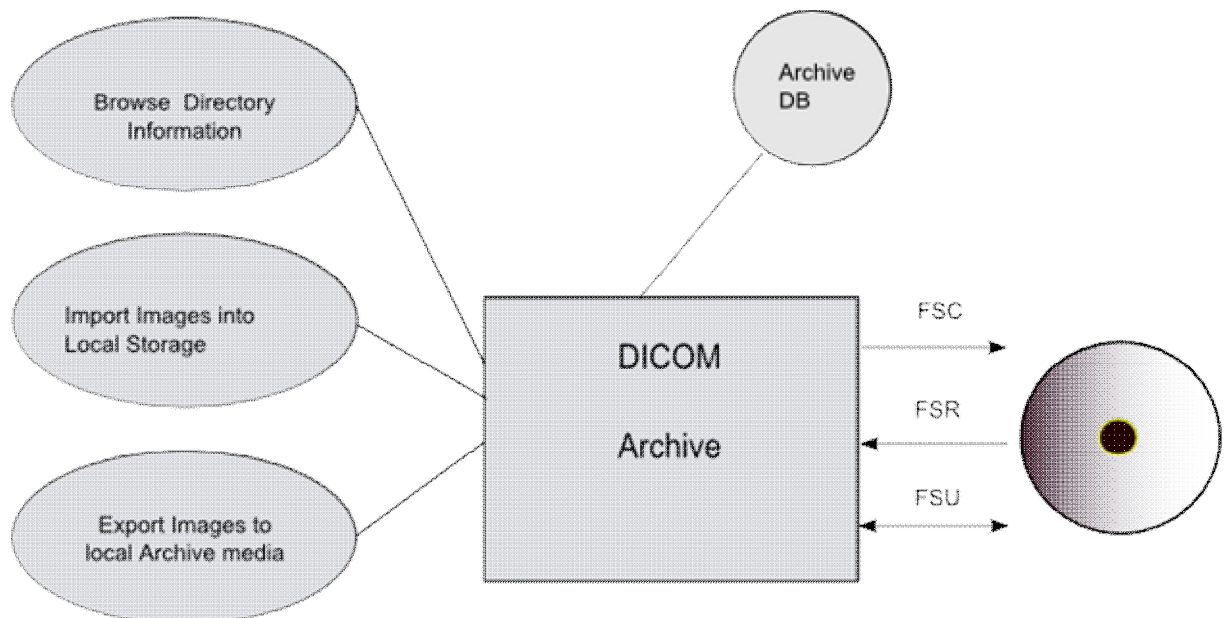 Browse Directory
Information
Archive
DB
Import Images into
Local Storage
DICOM
Archive
FSC
FSR
FSU
Export Images to
local Archive media